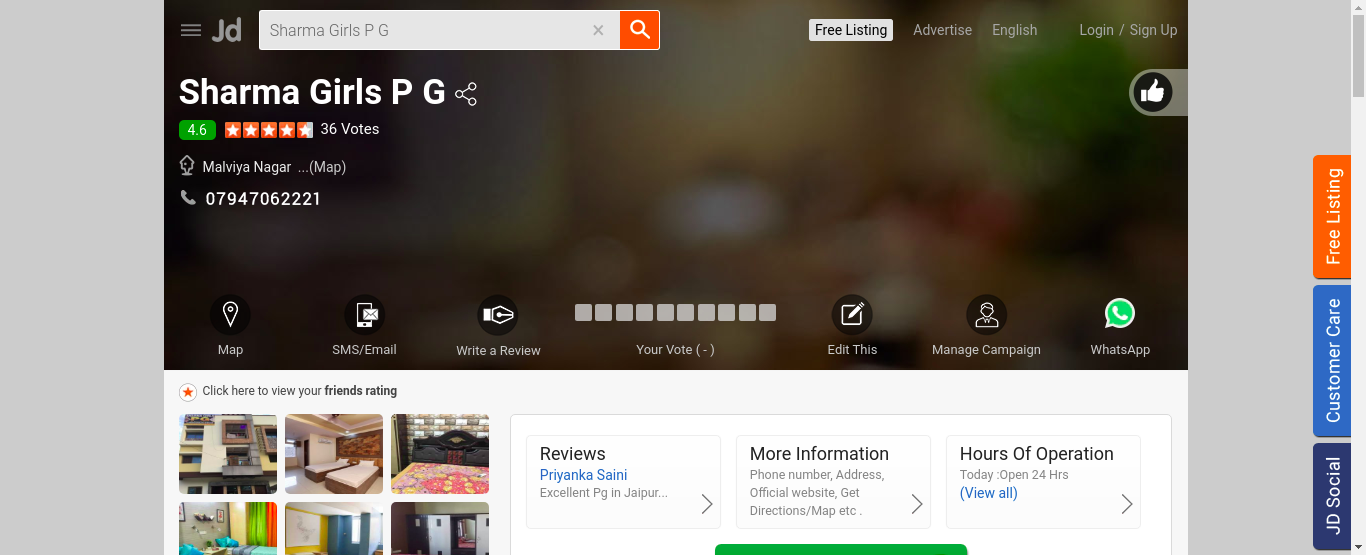 Jd
Sharma Girls P G
Free Listing
Advertise
English
Login / Sign Up
Sharma Girls P G
4.6
36 Votes
Malviya Nagar ...(Map)
07947062221
Map
SMS/Email
Write a Review
Your Vote ( - )
Edit This
Manage Campaign
WhatsApp
Click here to view your friends rating
Reviews
Priyanka Saini
Excellent Pg in Jaipur...
More Information
Phone number, Address,
Official website, Get
Directions/Map etc .
Hours Of Operation
Today :Open 24 Hrs
(View all)
Free Listing
Customer Care
JD Social